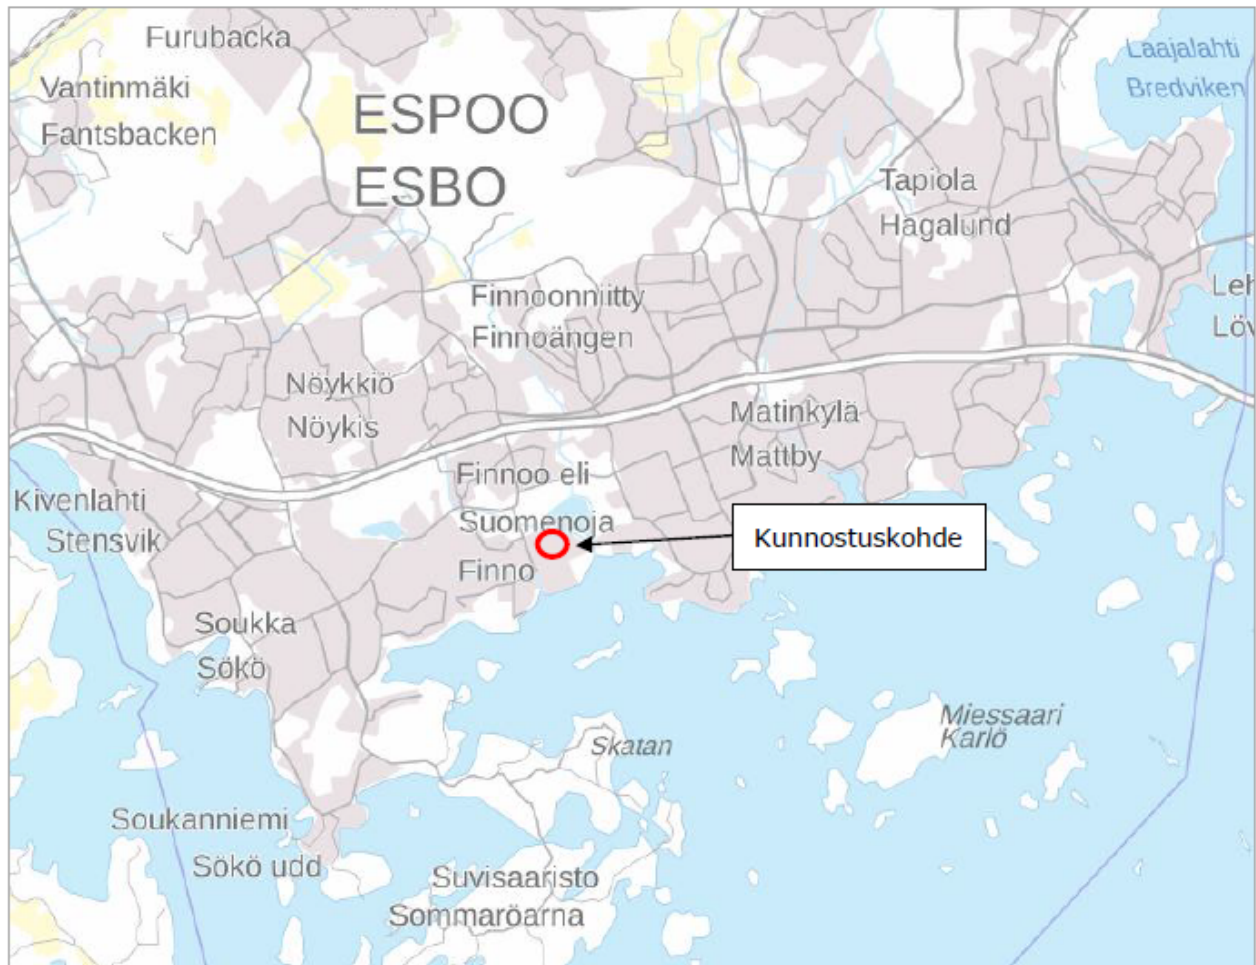 Furubacka
Vantinmäki
Fantsbacken
ESPOO
ESBO
Laajalahti
Bredviken
Tapiola
Hagalund
Finnoonniitty
Finnoängen
Nöykkiö
Nöykis
Matinkylä
Mattby
Finnoo eli
Suomenoja
Finno
Kivenlahti
Stensvik
Kunnostuskohde
Soukka
Sökö
Miessaari
Karlö
Skatan
Soukanniemi
Sökö udd
Suvisaaristo
Sommaröarna